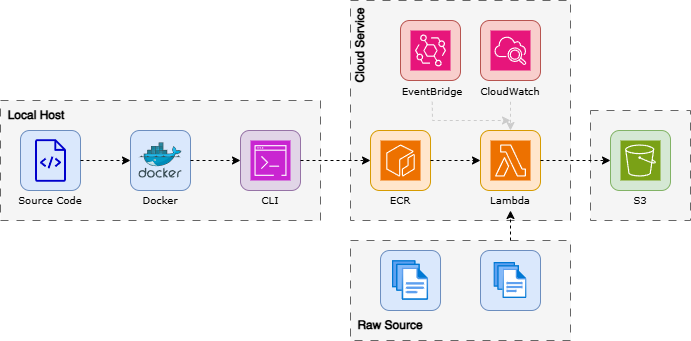 Cloud Service
EventBridge
CloudWatch
Local Host
</>
docker
>_
Source Code
Docker
CLI
ECR
Lambda
S3
Raw Source